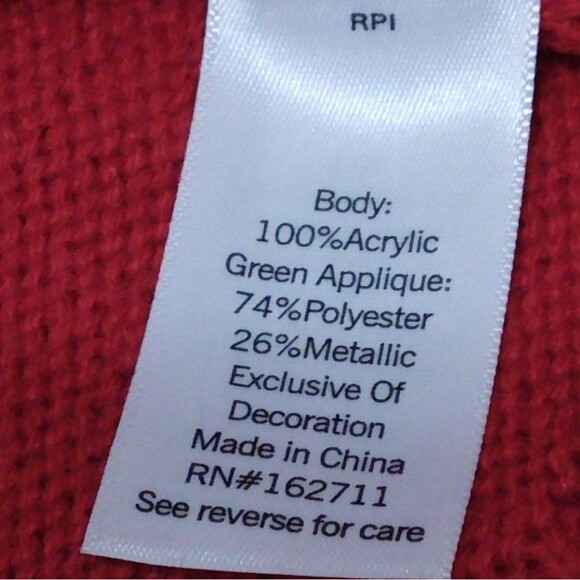 RPI
Body:
100%Acrylic
Green Applique:
74%Polyester
26%Metallic
Exclusive Of
Decoration
Made in China
RN#162711
See reverse for care